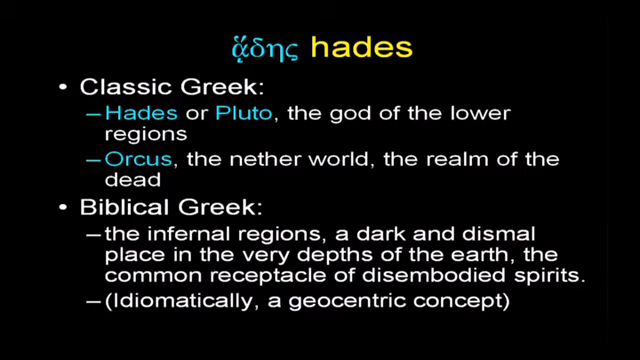 ᾅδης hades
• Classic Greek:
–Hades or Pluto, the god of the lower
regions
–Orcus, the nether world, the realm of the
dead
• Biblical Greek:
–the infernal regions, a dark and dismal
place in the very depths of the earth, the
common receptacle of disembodied spirits.
–(Idiomatically, a geocentric concept)